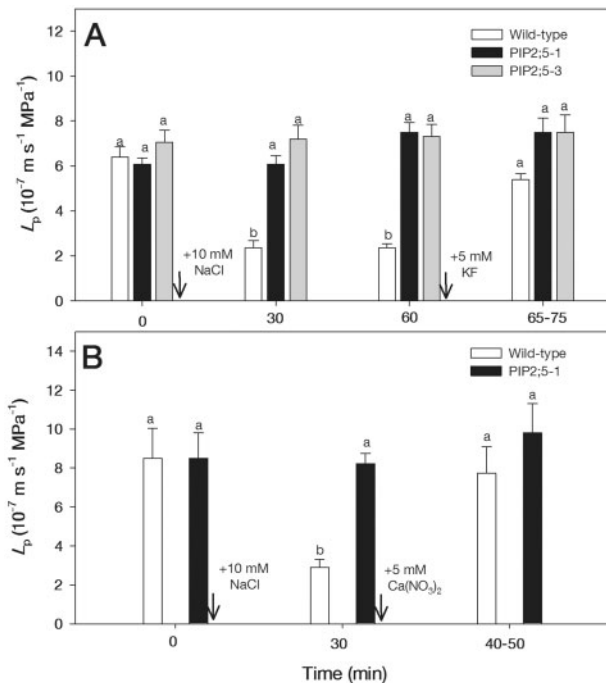 A
Wild-type
PIP2;5-1
PIP2;5-3
Lp (10⁻⁷ m s⁻¹ MPa⁻¹)
12
10
8
6
4
2
0
a
a
a
b
a
a
b
a
a
a
a
a
+10 mM
NaCl
+5 mM
KF
0
30
60
65-75
B
Wild-type
PIP2;5-1
Lp (10⁻⁷ m s⁻¹ MPa⁻¹)
14
12
10
8
6
4
2
0
a
a
b
a
a
a
+10 mM
NaCl
+5 mM
Ca(NO₃)₂
0
30
40-50
Time (min)